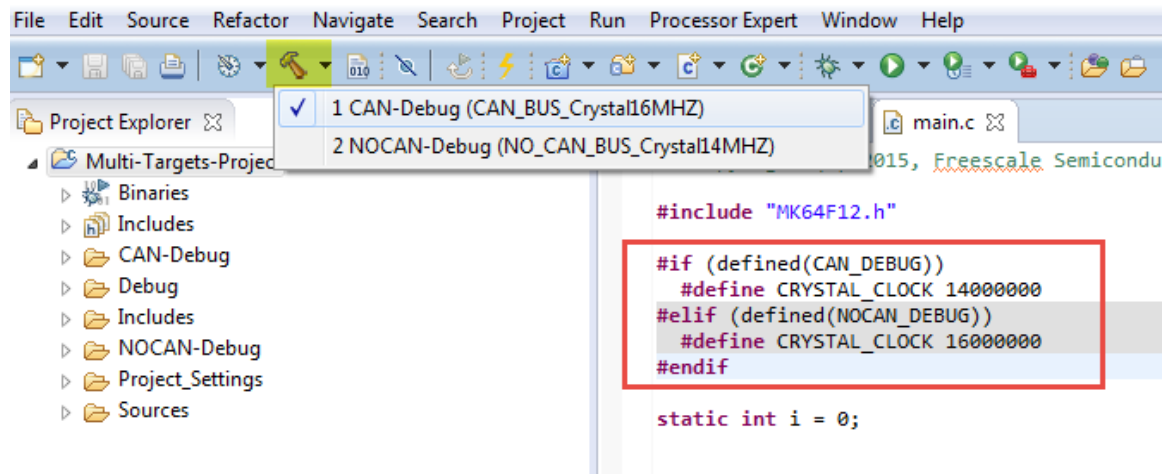 File Edit Source Refactor Navigate Search Project Run Processor Expert Window Help
010
1 CAN-Debug (CAN_BUS_Crystal16MHZ)
2 NOCAN-Debug (NO_CAN_BUS_Crystal14MHZ)
Project Explorer
main.c
Multi-Targets-Projec
2015, Freescale Semicondu
Binaries
Includes
CAN-Debug
Debug
Includes
NOCAN-Debug
Project_Settings
Sources
#include "MK64F12.h"
#if (defined(CAN_DEBUG))
#define CRYSTAL_CLOCK 14000000
#elif (defined(NOCAN_DEBUG))
#define CRYSTAL_CLOCK 16000000
#endif
static int i = 0;